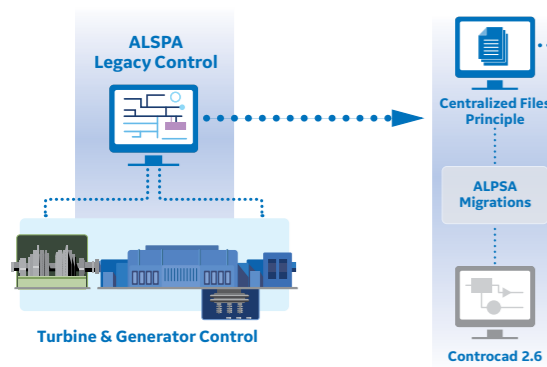 ALSPA
Legacy Control
Turbine & Generator Control
Centralized Files
Principle
ALPSA
Migrations
Controcad 2.6